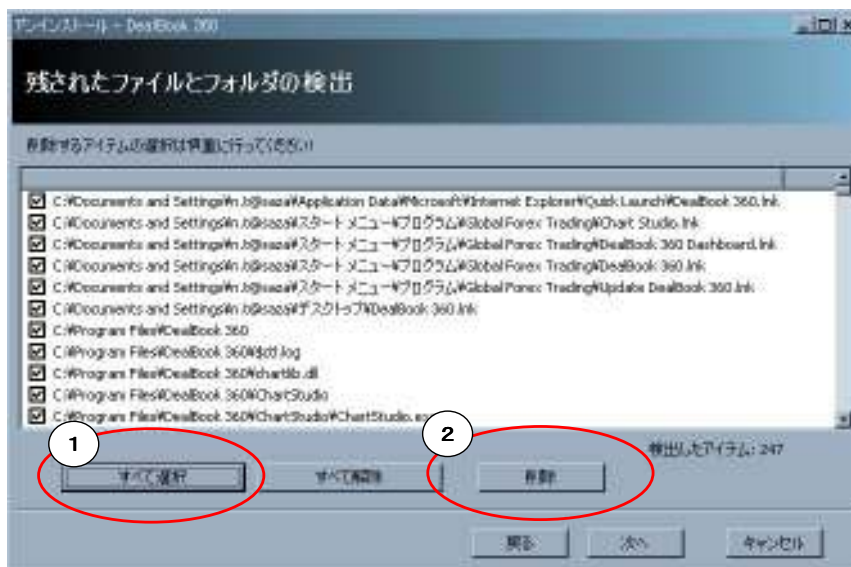 アンインストール - DealBook 360
残されたファイルとフォルダの検出
削除するアイテムの選択は慎重に行ってください!
C:¥Documents and Settings¥n.b@saza¥Application Data¥Microsoft¥Internet Explorer¥Quick Launch¥DealBook 360.lnk
C:¥Documents and Settings¥n.b@saza¥スタート メニュー¥プログラム¥Global Forex Trading¥Chart Studio.lnk
C:¥Documents and Settings¥n.b@saza¥スタート メニュー¥プログラム¥Global Forex Trading¥DealBook 360 Dashboard.lnk
C:¥Documents and Settings¥n.b@saza¥スタート メニュー¥プログラム¥Global Forex Trading¥DealBook 360.lnk
C:¥Documents and Settings¥n.b@saza¥スタート メニュー¥プログラム¥Global Forex Trading¥Update DealBook 360.lnk
C:¥Documents and Settings¥n.b@saza¥デスクトップ¥DealBook 360.lnk
C:¥Program Files¥DealBook 360
C:¥Program Files¥DealBook 360¥$ctl.log
C:¥Program Files¥DealBook 360¥chartlib.dll
C:¥Program Files¥DealBook 360¥ChartStudio
C:¥Program Files¥DealBook 360¥ChartStudio¥ChartStudio.exe
1
2
検出したアイテム: 247
すべて選択 すべて解除 削除
戻る 次へ キャンセル